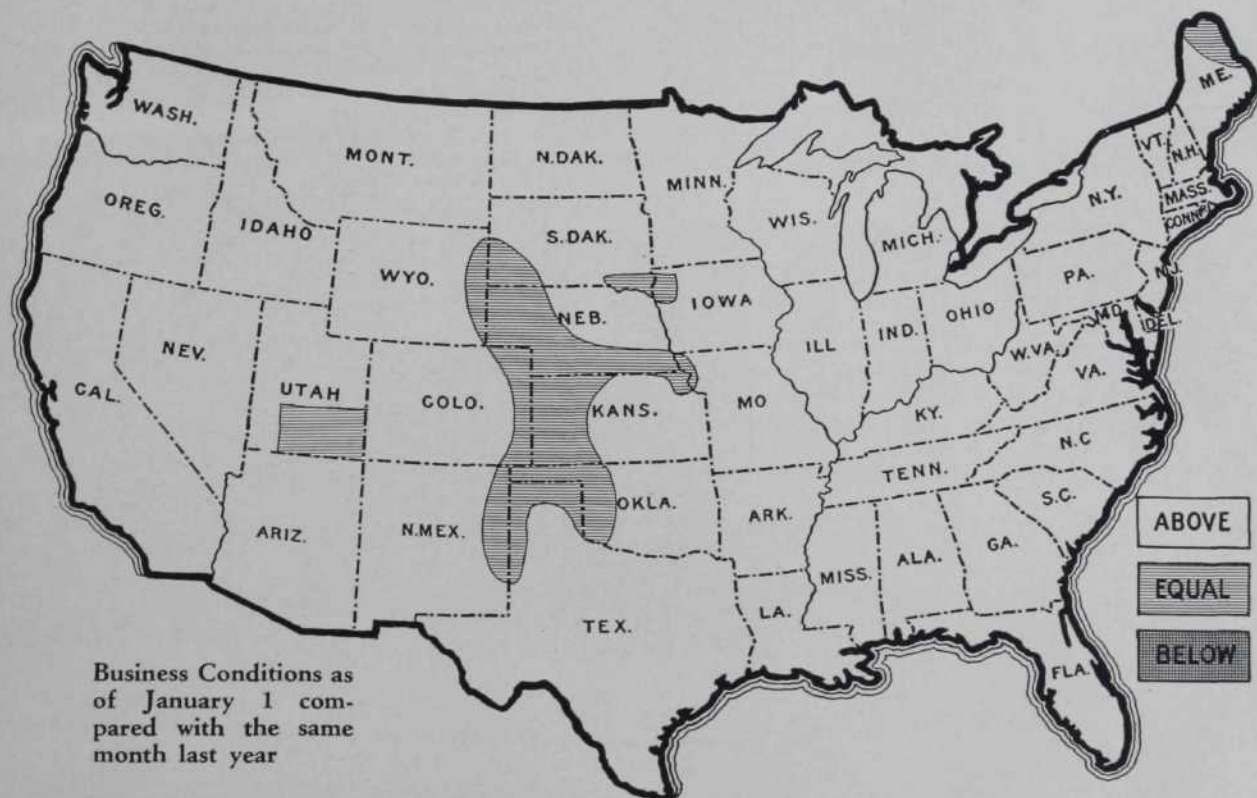 WASH.
MONT.
N.DAK.
MINN.
ME.
VT.
N.H.
OREG.
IDAHO
S.DAK.
WIS.
MICH.
N.Y.
MASS.
CONN.
WYO.
NEB.
IOWA
PA.
N.J.
NEV.
UTAH
COLO.
KANS.
ILL
IND.
OHIO
MD.
DEL.
W.VA.
VA.
CAL.
MO
KY.
N.C
TENN.
ARIZ.
N.MEX.
OKLA.
ARK.
S.C.
MISS.
ALA.
GA.
LA.
TEX.
FLA.
ABOVE
EQUAL
BELOW
Business Conditions as
of January 1 com-
pared with the same
month last year